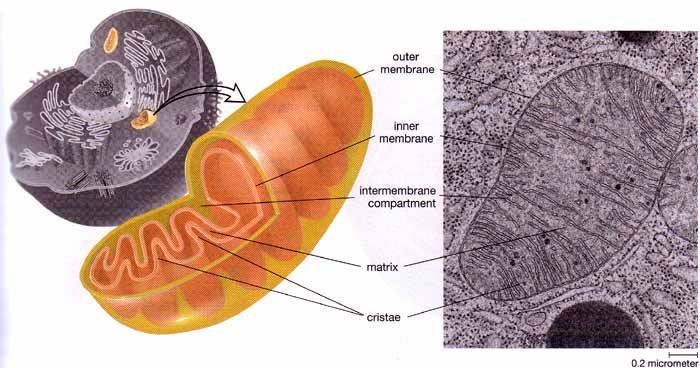 outer
membrane
inner
membrane
intermembrane
compartment
matrix
cristae
0.2 micrometer